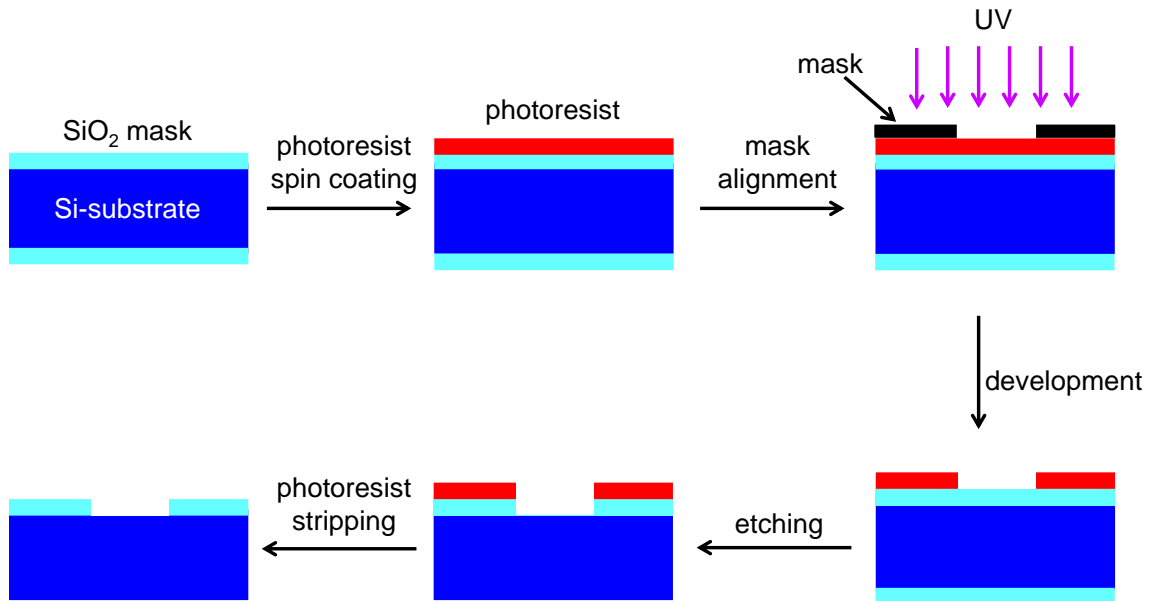 SiO₂ mask
Si-substrate
photoresist
spin coating
photoresist
mask
alignment
mask
UV
development
etching
photoresist
stripping